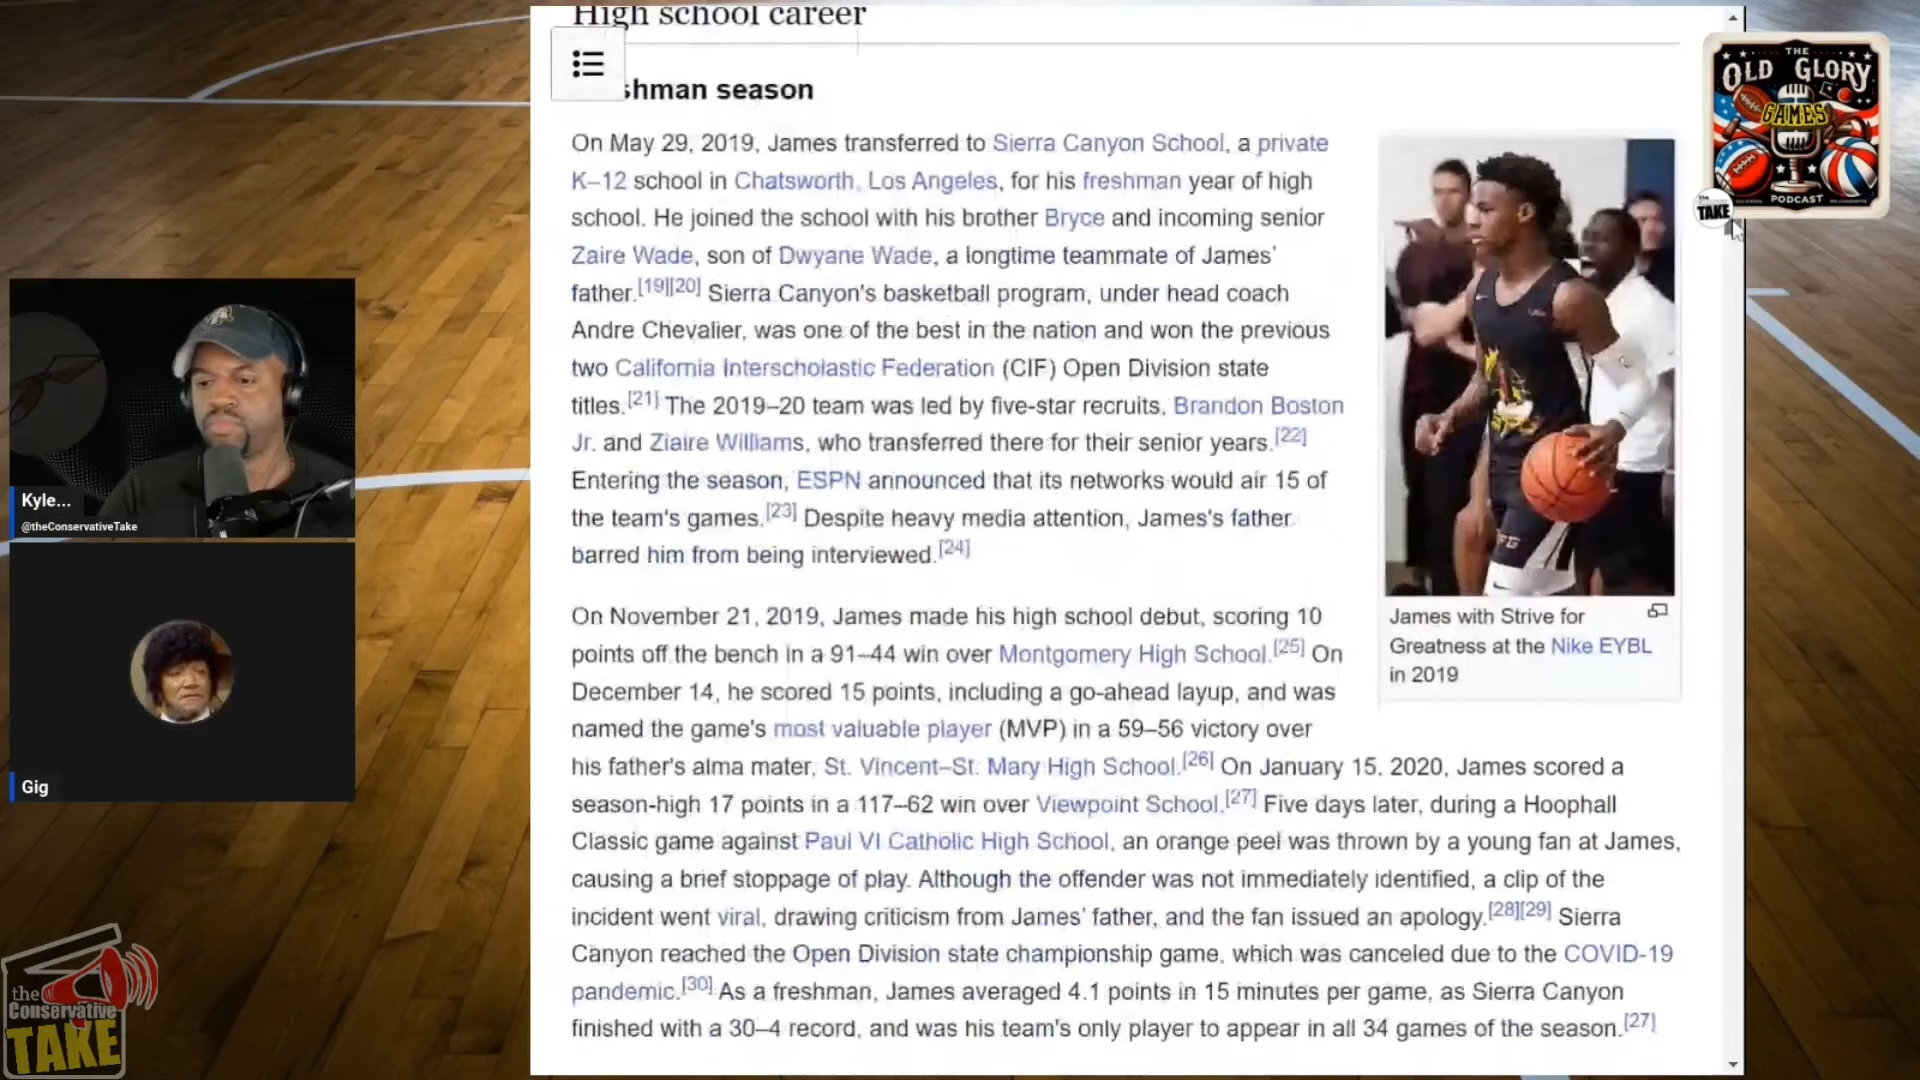 High school career
shman season
On May 29, 2019, James transferred to Sierra Canyon School, a private
K–12 school in Chatsworth, Los Angeles, for his freshman year of high
school. He joined the school with his brother Bryce and incoming senior
Zaire Wade, son of Dwyane Wade, a longtime teammate of James'
father.[19][20] Sierra Canyon's basketball program, under head coach
Andre Chevalier, was one of the best in the nation and won the previous
two California Interscholastic Federation (CIF) Open Division state
titles.[21] The 2019–20 team was led by five-star recruits, Brandon Boston
Jr. and Ziaire Williams, who transferred there for their senior years.[22]
Entering the season, ESPN announced that its networks would air 15 of
the team's games.[23] Despite heavy media attention, James's father
barred him from being interviewed.[24]
On November 21, 2019, James made his high school debut, scoring 10
points off the bench in a 91–44 win over Montgomery High School.[25] On
December 14, he scored 15 points, including a go-ahead layup, and was
named the game's most valuable player (MVP) in a 59–56 victory over
his father's alma mater, St. Vincent–St. Mary High School.[26] On January 15, 2020, James scored a
season-high 17 points in a 117–62 win over Viewpoint School.[27] Five days later, during a Hoophall
Classic game against Paul VI Catholic High School, an orange peel was thrown by a young fan at James,
causing a brief stoppage of play. Although the offender was not immediately identified, a clip of the
incident went viral, drawing criticism from James' father, and the fan issued an apology.[28][29] Sierra
Canyon reached the Open Division state championship game, which was canceled due to the COVID-19
pandemic.[30] As a freshman, James averaged 4.1 points in 15 minutes per game, as Sierra Canyon
finished with a 30–4 record, and was his team's only player to appear in all 34 games of the season.[27]
James with Strive for
Greatness at the Nike EYBL
in 2019
THE
OLD GLORY
GAMES
PODCAST
the
TAKE
Kyle...
@theConservativeTake
Gig
the
Conservative
TAKE